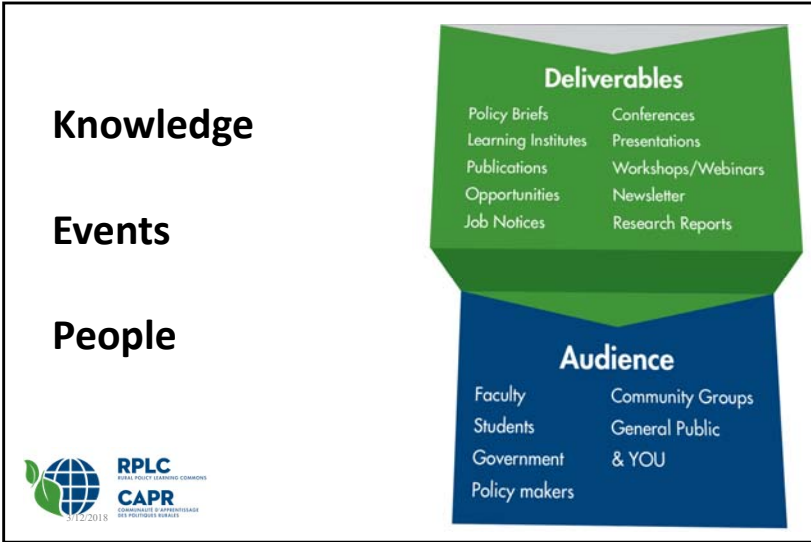 Knowledge
Events
People
RPLC
RURAL POLICY LEARNING COMMONS
CAPR
COMMUNAUTÉ D'APPRENTISSAGE
DES POLITIQUES RURALES
3/12/2018
Deliverables
Policy Briefs
Learning Institutes
Publications
Opportunities
Job Notices
Conferences
Presentations
Workshops/Webinars
Newsletter
Research Reports
Audience
Faculty
Students
Government
Policy makers
Community Groups
General Public
& YOU